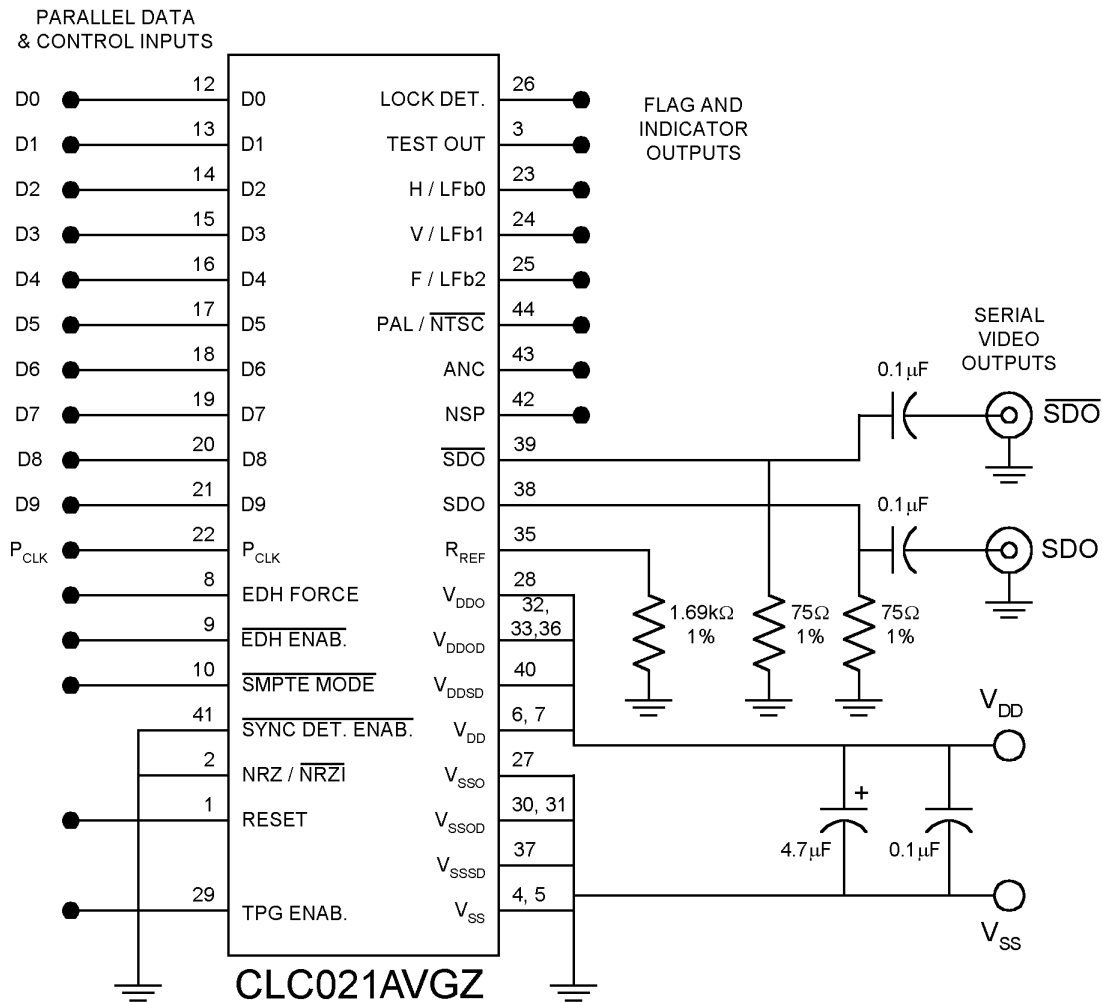 PARALLEL DATA
& CONTROL INPUTS
D0 12 D0 LOCK DET. 26
D1 13 D1 TEST OUT 3
D2 14 D2 H / LFb0 23
D3 15 D3 V / LFb1 24
D4 16 D4 F / LFb2 25
D5 17 D5 PAL / NTSC 44
D6 18 D6 ANC 43
D7 19 D7 NSP 42
D8 20 D8 SDO 39
D9 21 D9 SDO 38
PCLK 22 PCLK RREF 35
8 EDH FORCE VDDO 28
9 EDH ENAB. VDDOD 32,
33,36
10 SMPTE MODE VDDSD 40
41 SYNC DET. ENAB. VDD 6, 7
2 NRZ / NRZI VSSO 27
1 RESET VSSOD 30, 31
VSSSD 37
29 TPG ENAB. VSS 4, 5
FLAG AND
INDICATOR
OUTPUTS
SERIAL
VIDEO
OUTPUTS
0.1µF
SDO
0.1µF
SDO
1.69kΩ
1%
75Ω
1%
75Ω
1%
VDD
+
4.7µF
0.1µF
VSS
CLC021AVGZ